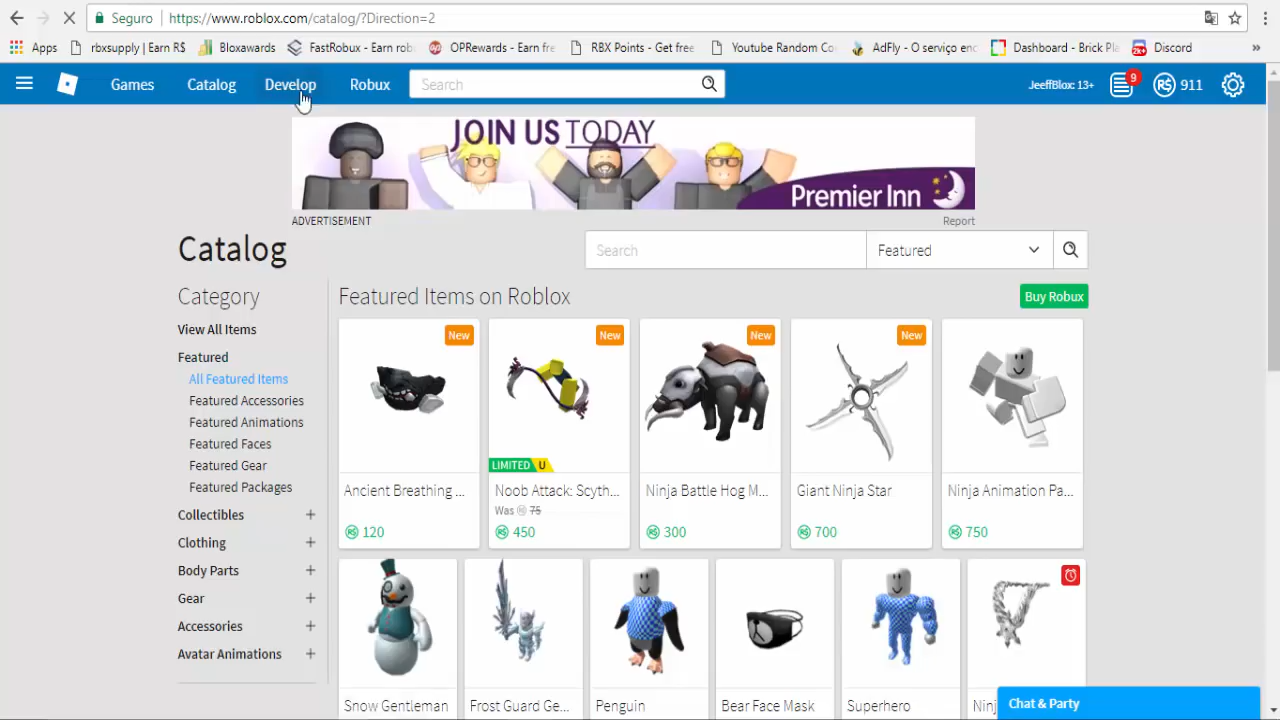 Seguro https://www.roblox.com/catalog/?Direction=2
Apps rbxsupply | Earn R$ Bloxawards FastRobux - Earn rob OPRewards - Earn fre RBX Points - Get free Youtube Random Co AdFly - O serviço enc Dashboard - Brick Pla Discord »
Games Catalog Develop Robux Search JeeffBlox: 13+ 9 R$ 911
JOIN US TODAY
Premier Inn
ADVERTISEMENT Report
Catalog Search Featured
Category Featured Items on Roblox Buy Robux
View All Items
Featured
All Featured Items
Featured Accessories
Featured Animations
Featured Faces
Featured Gear
Featured Packages
Collectibles +
Clothing +
Body Parts +
Gear +
Accessories +
Avatar Animations +
New New New New
LIMITED U
Ancient Breathing ... Noob Attack: Scyth... Ninja Battle Hog M... Giant Ninja Star Ninja Animation Pa...
Was R$ 75
R$ 120 R$ 450 R$ 300 R$ 700 R$ 750
Snow Gentleman Frost Guard Ge... Penguin Bear Face Mask Superhero Ninj
Chat & Party